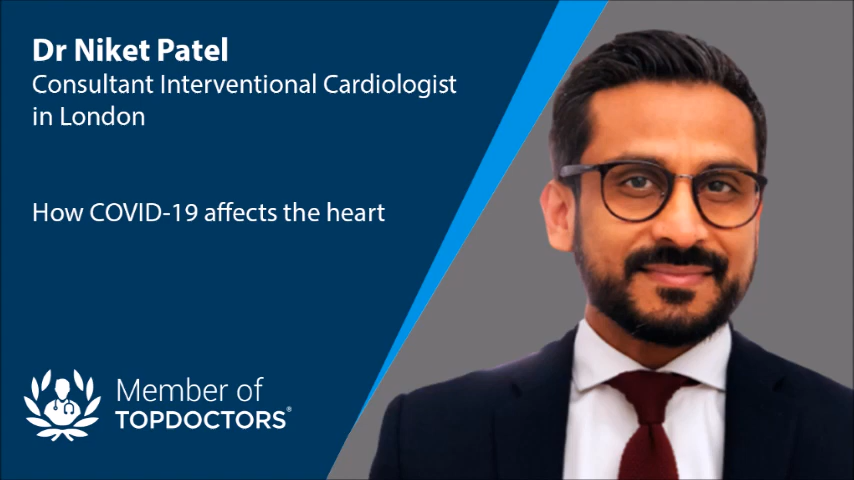 Dr Niket Patel
Consultant Interventional Cardiologist
in London
How COVID-19 affects the heart
Member of
TOPDOCTORS®